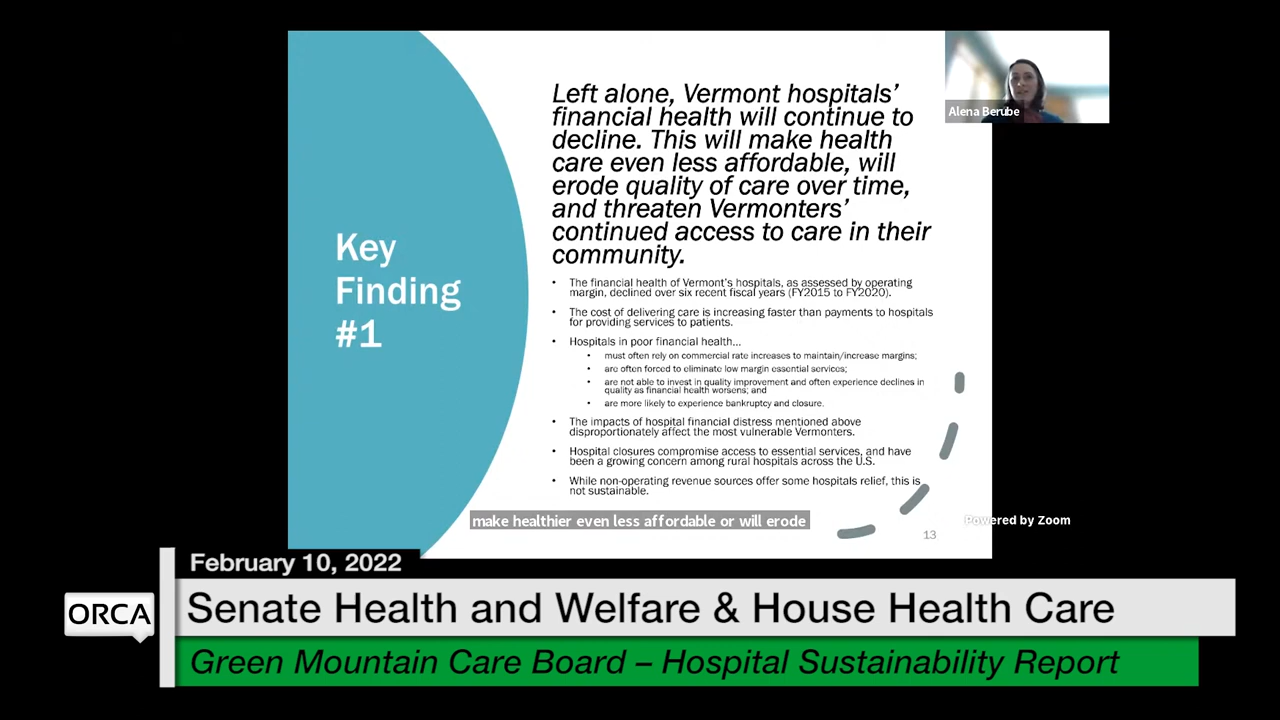 Key
Finding
#1
Left alone, Vermont hospitals’
financial health will continue to
decline. This will make health
care even less affordable, will
erode quality of care over time,
and threaten Vermonters’
continued access to care in their
community.
• The financial health of Vermont’s hospitals, as assessed by operating
margin, declined over six recent fiscal years (FY2015 to FY2020).
• The cost of delivering care is increasing faster than payments to hospitals
for providing services to patients.
• Hospitals in poor financial health...
• must often rely on commercial rate increases to maintain/increase margins;
• are often forced to eliminate low margin essential services;
• are not able to invest in quality improvement and often experience declines in
quality as financial health worsens; and
• are more likely to experience bankruptcy and closure.
• The impacts of hospital financial distress mentioned above
disproportionately affect the most vulnerable Vermonters.
• Hospital closures compromise access to essential services, and have
been a growing concern among rural hospitals across the U.S.
• While non-operating revenue sources offer some hospitals relief, this is
not sustainable.
13
Alena Berube
make healthier even less affordable or will erode
Powered by Zoom
February 10, 2022
ORCA
Senate Health and Welfare & House Health Care
Green Mountain Care Board – Hospital Sustainability Report